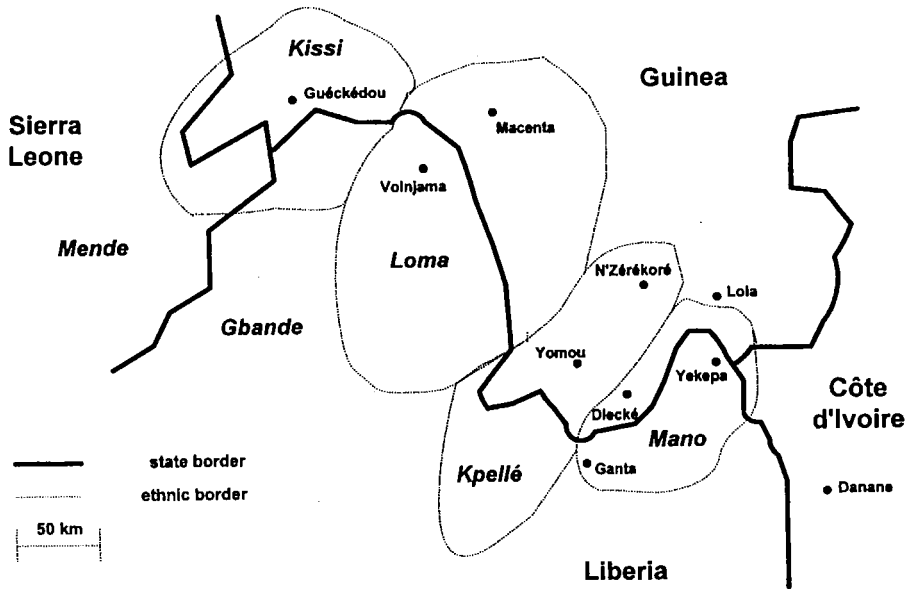 Kissi
Guéckédou
Guinea
Sierra
Leone
Macenta
Voinjama
Mende
Loma
N'Zérékoré
Lola
Gbande
Yomou
Yekepa
Diecké
Côte
d'Ivoire
Mano
state border
Kpellé
Ganta
ethnic border
Danane
50 km
Liberia